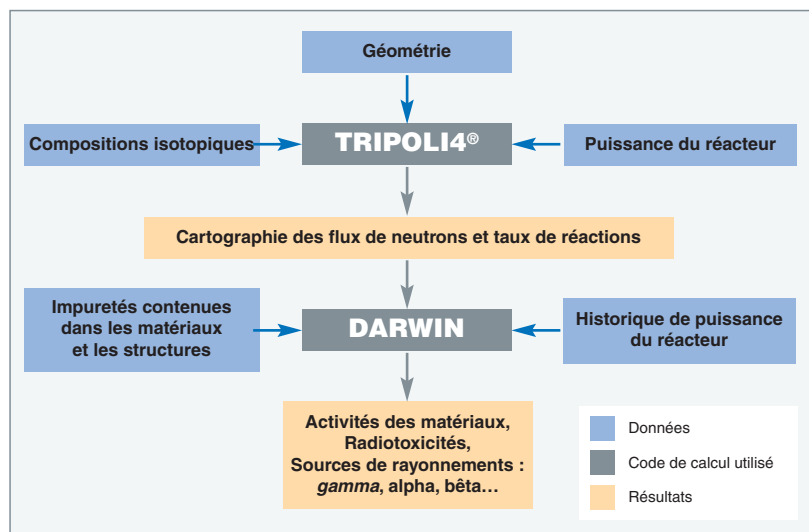 Géométrie
Compositions isotopiques
TRIPOLI4®
Puissance du réacteur
Cartographie des flux de neutrons et taux de réactions
Impuretés contenues
dans les matériaux
et les structures
DARWIN
Historique de puissance
du réacteur
Activités des matériaux,
Radiotoxicités,
Sources de rayonnements :
gamma, alpha, bêta…
Données
Code de calcul utilisé
Résultats